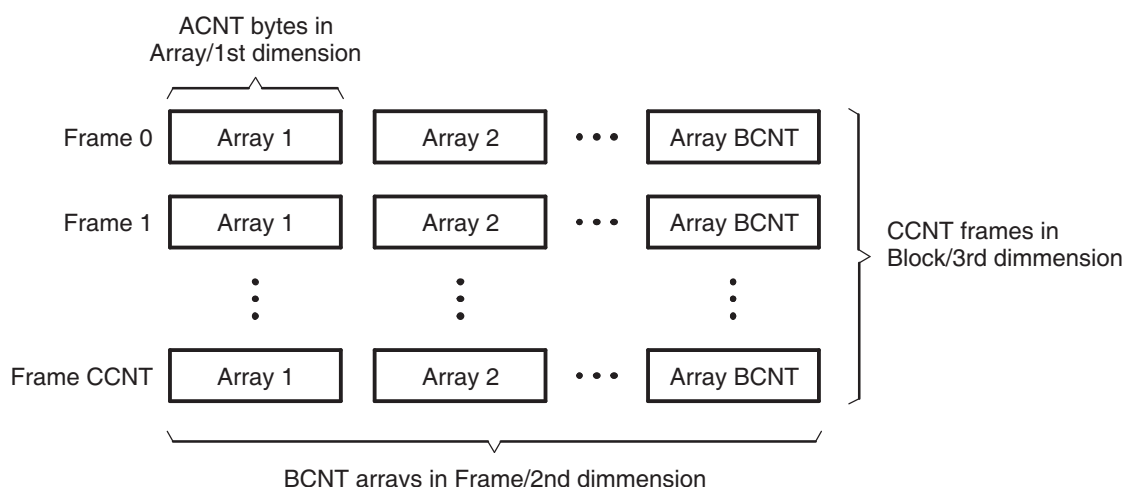 ACNT bytes in
Array/1st dimension
Frame 0
Array 1
Array 2
Array BCNT
Frame 1
Array 1
Array 2
Array BCNT
CCNT frames in
Block/3rd dimmension
Frame CCNT
Array 1
Array 2
Array BCNT
BCNT arrays in Frame/2nd dimmension